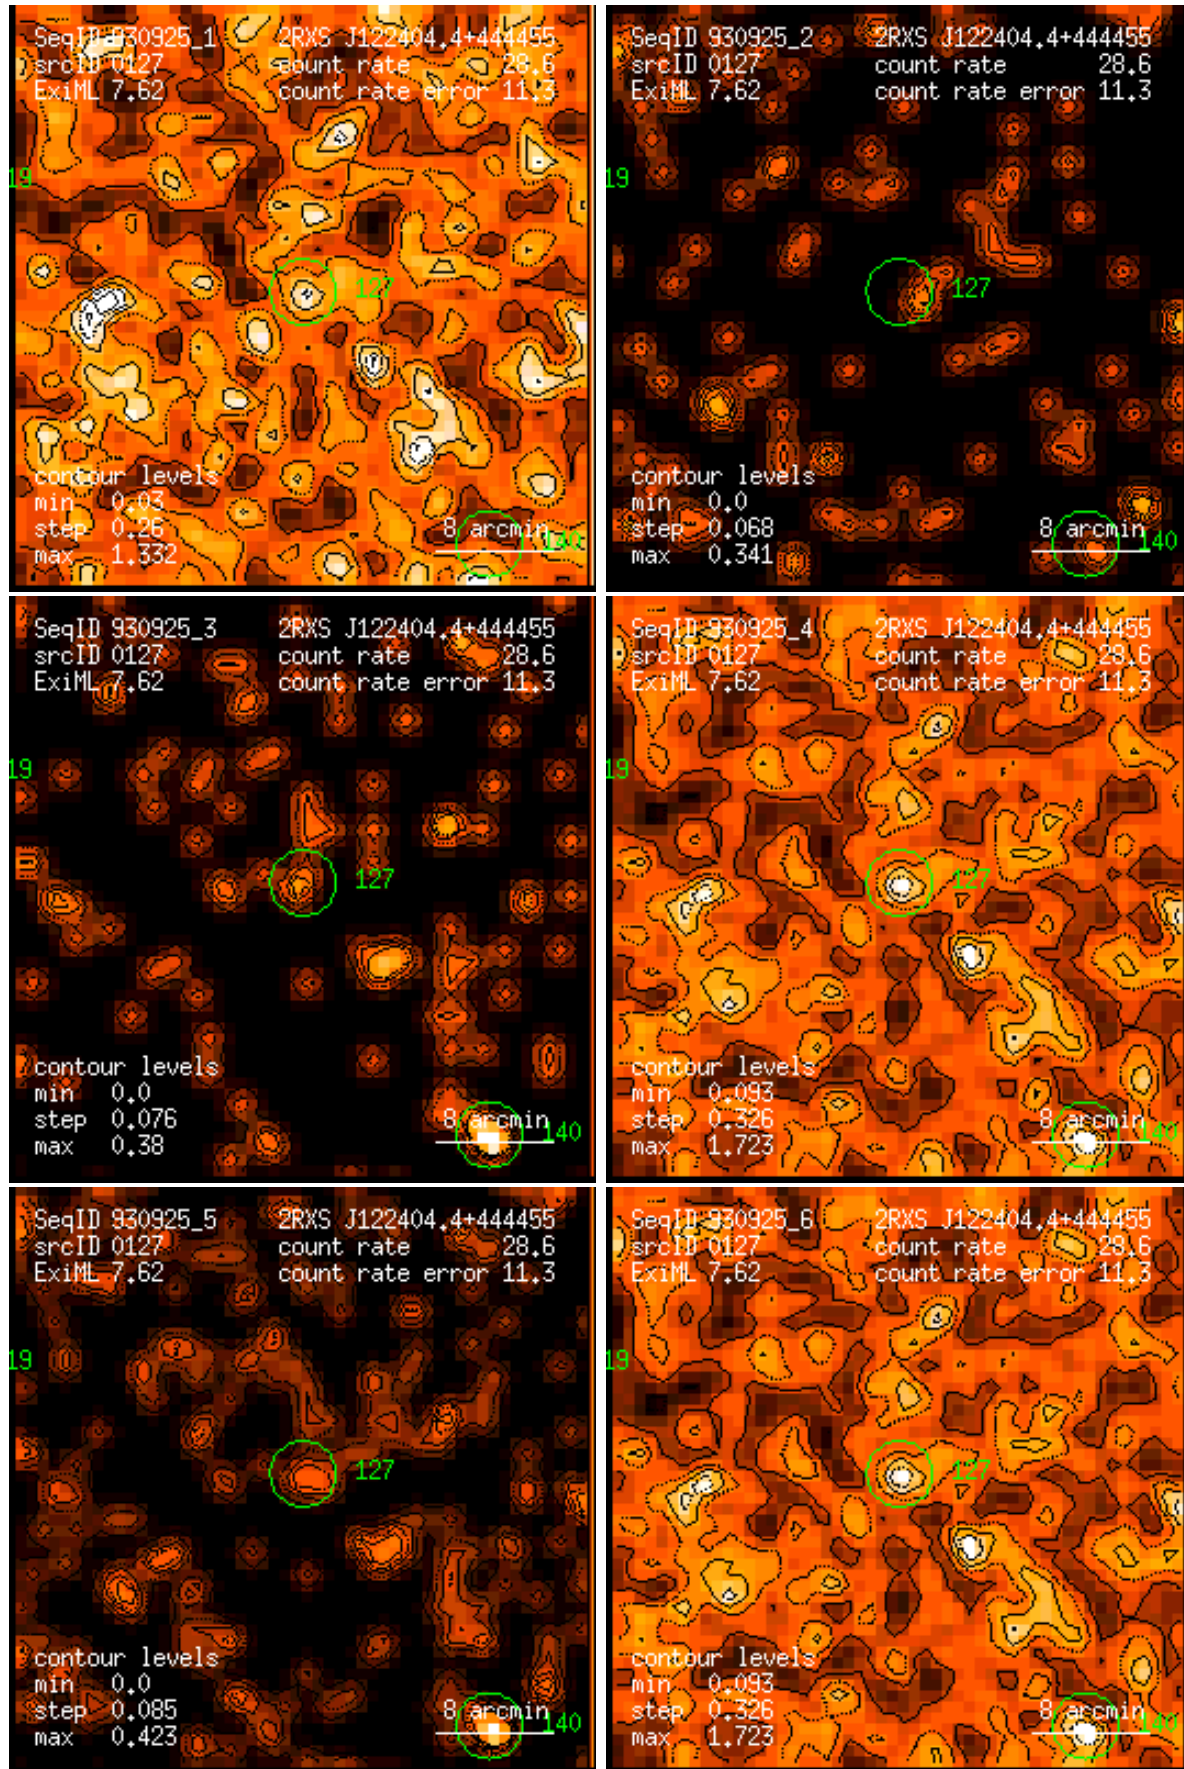 SeqID 930925_1 2RXS J122404.4+444455
srcID 0127 count rate 28.6
ExiML 7.62 count rate error 11.3
19
127
contour levels
min 0.03
step 0.26
max 1.332
8 arcmin
140
SeqID 930925_2 2RXS J122404.4+444455
srcID 0127 count rate 28.6
ExiML 7.62 count rate error 11.3
19
127
contour levels
min 0.0
step 0.068
max 0.341
8 arcmin
140
SeqID 930925_3 2RXS J122404.4+444455
srcID 0127 count rate 28.6
ExiML 7.62 count rate error 11.3
19
127
contour levels
min 0.0
step 0.076
max 0.38
8 arcmin
140
SeqID 930925_4 2RXS J122404.4+444455
srcID 0127 count rate 28.6
ExiML 7.62 count rate error 11.3
19
127
contour levels
min 0.093
step 0.326
max 1.723
8 arcmin
140
SeqID 930925_5 2RXS J122404.4+444455
srcID 0127 count rate 28.6
ExiML 7.62 count rate error 11.3
19
127
contour levels
min 0.0
step 0.085
max 0.423
8 arcmin
140
SeqID 930925_6 2RXS J122404.4+444455
srcID 0127 count rate 28.6
ExiML 7.62 count rate error 11.3
19
127
contour levels
min 0.093
step 0.326
max 1.723
8 arcmin
140